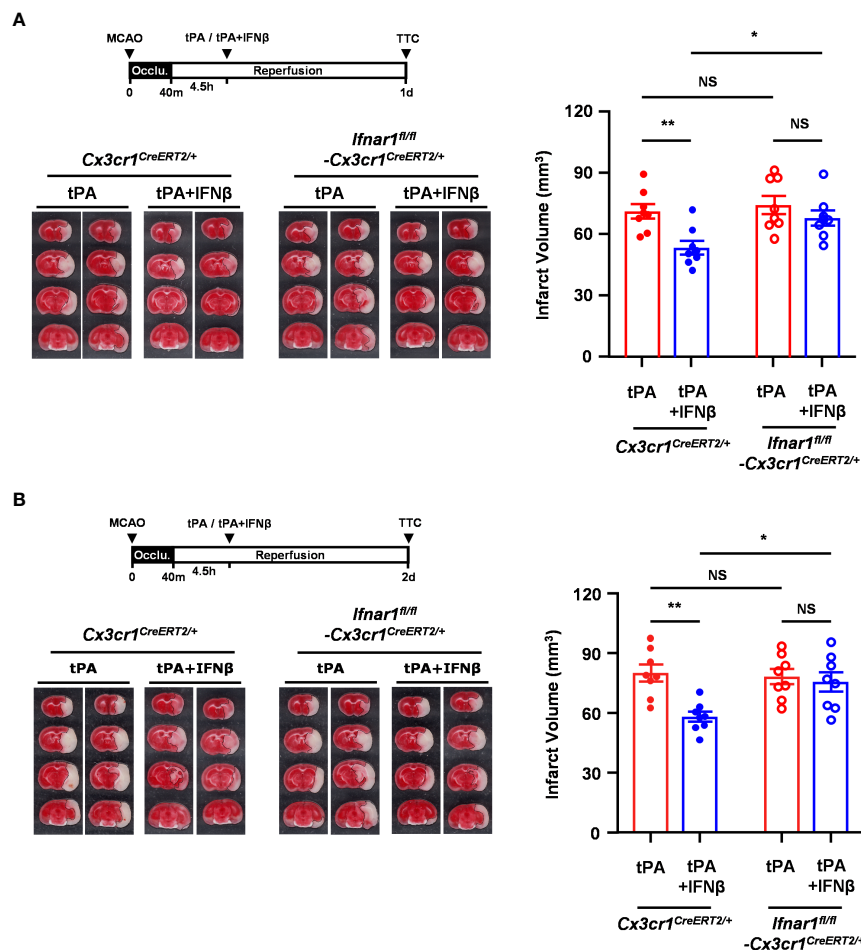 A
MCAO tPA / tPA+IFNβ TTC
Occlu. Reperfusion
4.5h
0 40m 1d
Cx3cr1CreERT2/+
Ifnar1fl/fl
-Cx3cr1CreERT2/+
tPA tPA+IFNβ tPA tPA+IFNβ
*
NS
** NS
Infarct Volume (mm3)
120
90
60
30
0
tPA tPA tPA tPA
+IFNβ +IFNβ
Cx3cr1CreERT2/+ Ifnar1fl/fl
-Cx3cr1CreERT2/+
B
MCAO tPA / tPA+IFNβ TTC
Occlu. Reperfusion
4.5h
0 40m 2d
Cx3cr1CreERT2/+
Ifnar1fl/fl
-Cx3cr1CreERT2/+
tPA tPA+IFNβ tPA tPA+IFNβ
*
NS
** NS
Infarct Volume (mm3)
120
90
60
30
0
tPA tPA tPA tPA
+IFNβ +IFNβ
Cx3cr1CreERT2/+ Ifnar1fl/fl
-Cx3cr1CreERT2/+